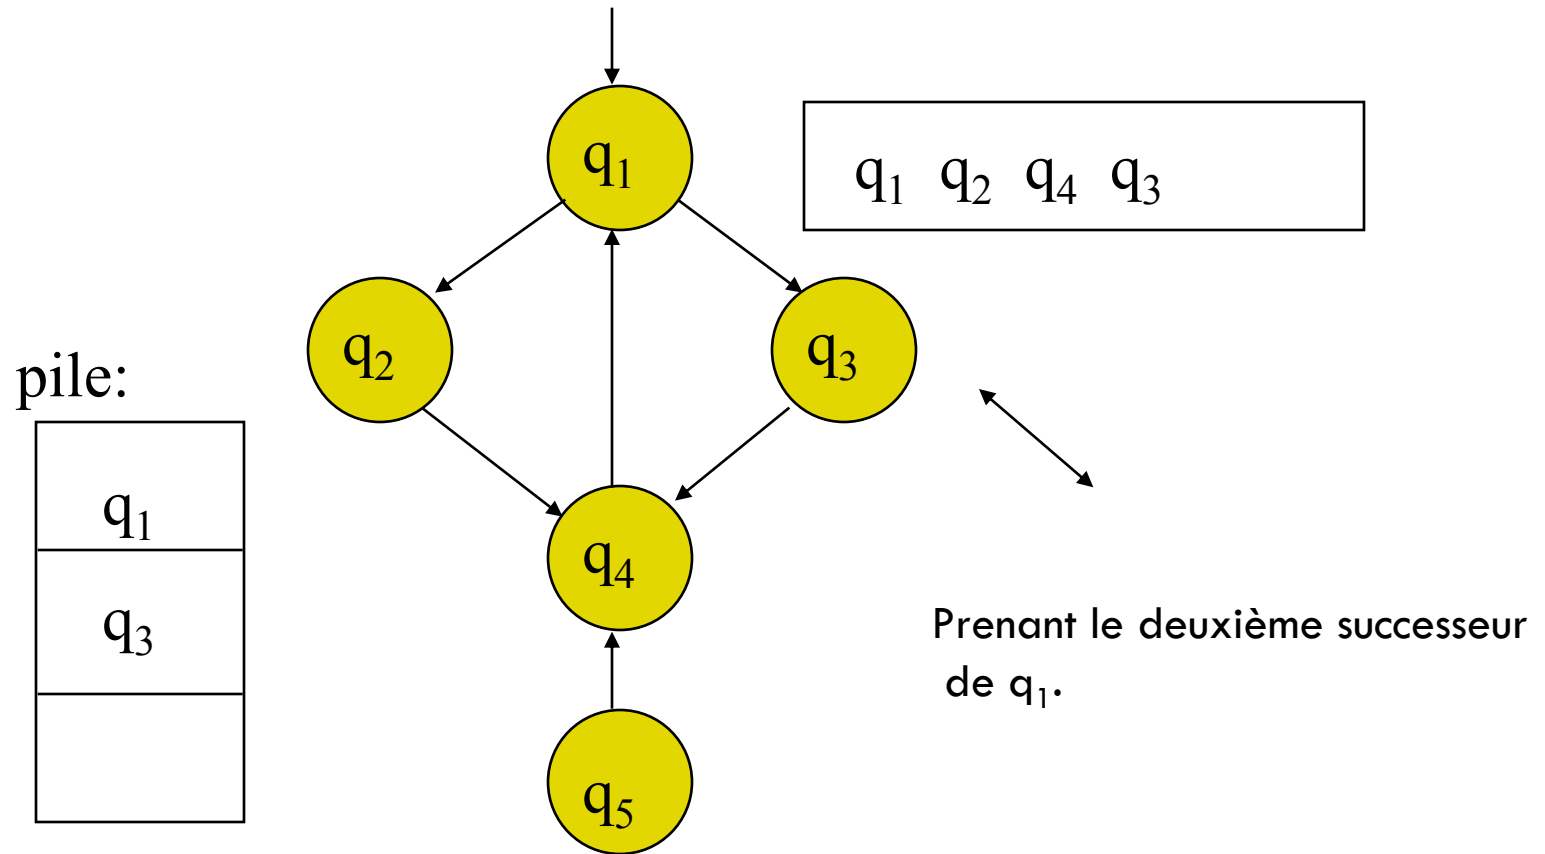 q₁
q₁ q₂ q₄ q₃
q₂
q₃
pile:
q₁
q₃
q₄
q₅
Prenant le deuxième successeur
de q₁.